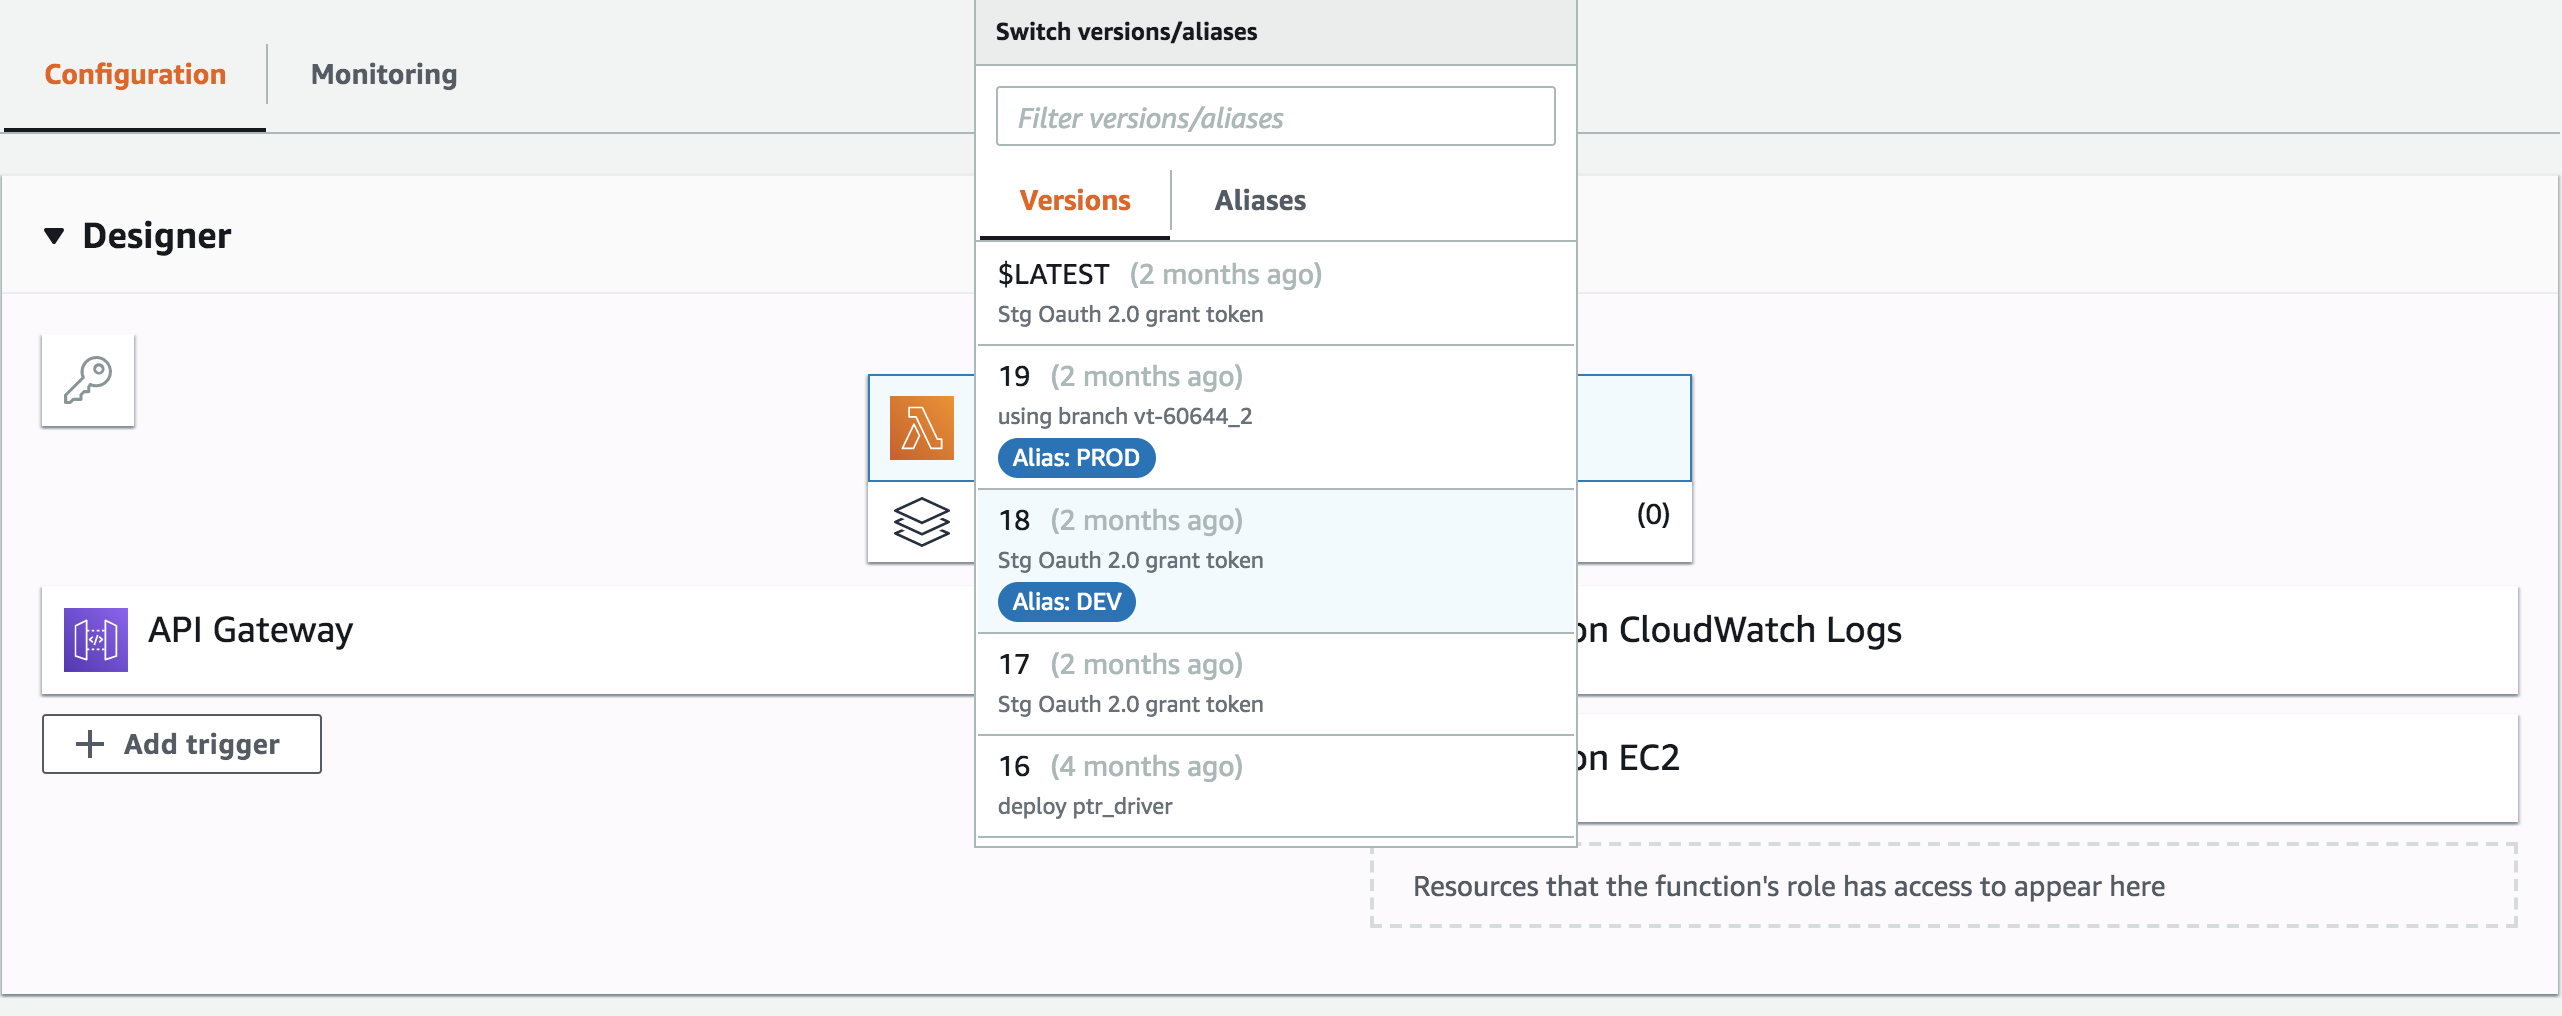 Configuration
Monitoring
Switch versions/aliases
Filter versions/aliases
Versions
Aliases
Designer
$LATEST (2 months ago)
Stg Oauth 2.0 grant token
19 (2 months ago)
using branch vt-60644_2
Alias: PROD
18 (2 months ago)
Stg Oauth 2.0 grant token
Alias: DEV
17 (2 months ago)
Stg Oauth 2.0 grant token
16 (4 months ago)
deploy ptr_driver
(0)
API Gateway
Add trigger
on CloudWatch Logs
on EC2
Resources that the function's role has access to appear here